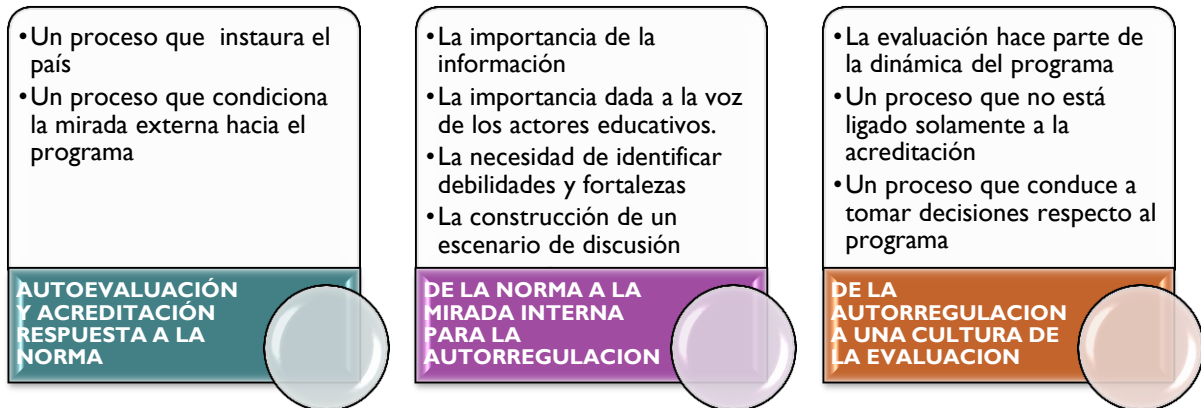 •Un proceso que instaura el
país
•Un proceso que condiciona
la mirada externa hacia el
programa
AUTOEVALUACIÓN
Y ACREDITACIÓN
RESPUESTA A LA
NORMA
•La importancia de la
información
•La importancia dada a la voz
de los actores educativos.
•La necesidad de identificar
debilidades y fortalezas
•La construcción de un
escenario de discusión
DE LA NORMA A LA
MIRADA INTERNA
PARA LA
AUTORREGULACION
•La evaluación hace parte de
la dinámica del programa
•Un proceso que no está
ligado solamente a la
acreditación
•Un proceso que conduce a
tomar decisiones respecto al
programa
DE LA
AUTORREGULACION
A UNA CULTURA DE
LA EVALUACION